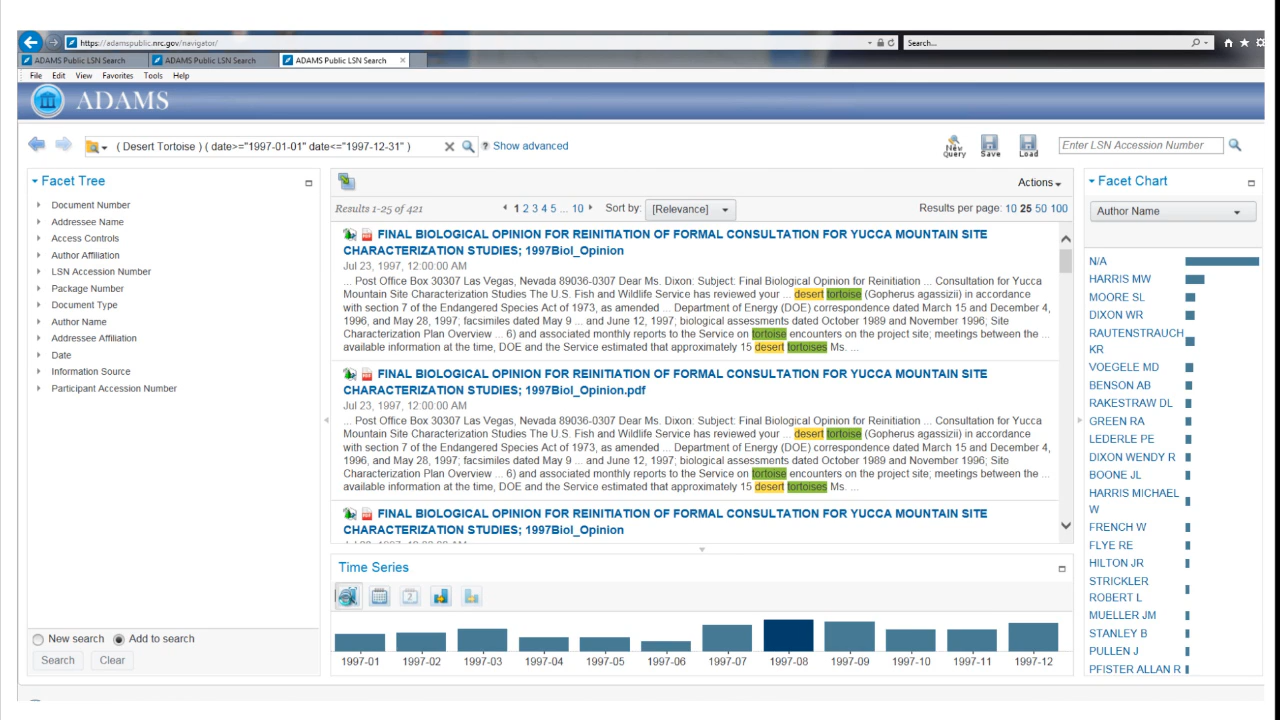 https://adamspublic.nrc.gov/navigator/
Search...
ADAMS Public LSN Search
ADAMS Public LSN Search
ADAMS Public LSN Search
File Edit View Favorites Tools Help
ADAMS
( Desert Tortoise ) ( date>="1997-01-01" date<="1997-12-31" )
? Show advanced
New Query
Save
Load
Enter LSN Accession Number
Facet Tree
Document Number
Addressee Name
Access Controls
Author Affiliation
LSN Accession Number
Package Number
Document Type
Author Name
Addressee Affiliation
Date
Information Source
Participant Accession Number
New search Add to search
Search Clear
Actions
Results 1-25 of 421
1 2 3 4 5 ... 10
Sort by: [Relevance]
Results per page: 10 25 50 100
FINAL BIOLOGICAL OPINION FOR REINITIATION OF FORMAL CONSULTATION FOR YUCCA MOUNTAIN SITE
CHARACTERIZATION STUDIES; 1997Biol_Opinion
Jul 23, 1997, 12:00:00 AM
... Post Office Box 30307 Las Vegas, Nevada 89036-0307 Dear Ms. Dixon: Subject: Final Biological Opinion for Reinitiation ... Consultation for Yucca
Mountain Site Characterization Studies The U.S. Fish and Wildlife Service has reviewed your ... desert tortoise (Gopherus agassizii) in accordance
with section 7 of the Endangered Species Act of 1973, as amended ... Department of Energy (DOE) correspondence dated March 15 and December 4,
1996, and May 28, 1997; facsimiles dated May 9 ... and June 12, 1997; biological assessments dated October 1989 and November 1996; Site
Characterization Plan Overview ... 6) and associated monthly reports to the Service on tortoise encounters on the project site; meetings between the ...
available information at the time, DOE and the Service estimated that approximately 15 desert tortoises Ms. ...
FINAL BIOLOGICAL OPINION FOR REINITIATION OF FORMAL CONSULTATION FOR YUCCA MOUNTAIN SITE
CHARACTERIZATION STUDIES; 1997Biol_Opinion.pdf
Jul 23, 1997, 12:00:00 AM
... Post Office Box 30307 Las Vegas, Nevada 89036-0307 Dear Ms. Dixon: Subject: Final Biological Opinion for Reinitiation ... Consultation for Yucca
Mountain Site Characterization Studies The U.S. Fish and Wildlife Service has reviewed your ... desert tortoise (Gopherus agassizii) in accordance
with section 7 of the Endangered Species Act of 1973, as amended ... Department of Energy (DOE) correspondence dated March 15 and December 4,
1996, and May 28, 1997; facsimiles dated May 9 ... and June 12, 1997; biological assessments dated October 1989 and November 1996; Site
Characterization Plan Overview ... 6) and associated monthly reports to the Service on tortoise encounters on the project site; meetings between the ...
available information at the time, DOE and the Service estimated that approximately 15 desert tortoises Ms. ...
FINAL BIOLOGICAL OPINION FOR REINITIATION OF FORMAL CONSULTATION FOR YUCCA MOUNTAIN SITE
CHARACTERIZATION STUDIES; 1997Biol_Opinion
Time Series
2
1997-01 1997-02 1997-03 1997-04 1997-05 1997-06 1997-07 1997-08 1997-09 1997-10 1997-11 1997-12
Facet Chart
Author Name
N/A
HARRIS MW
MOORE SL
DIXON WR
RAUTENSTRAUCH
KR
VOEGELE MD
BENSON AB
RAKESTRAW DL
GREEN RA
LEDERLE PE
DIXON WENDY R
BOONE JL
HARRIS MICHAEL
W
FRENCH W
FLYE RE
HILTON JR
STRICKLER
ROBERT L
MUELLER JM
STANLEY B
PULLEN J
PFISTER ALLAN R